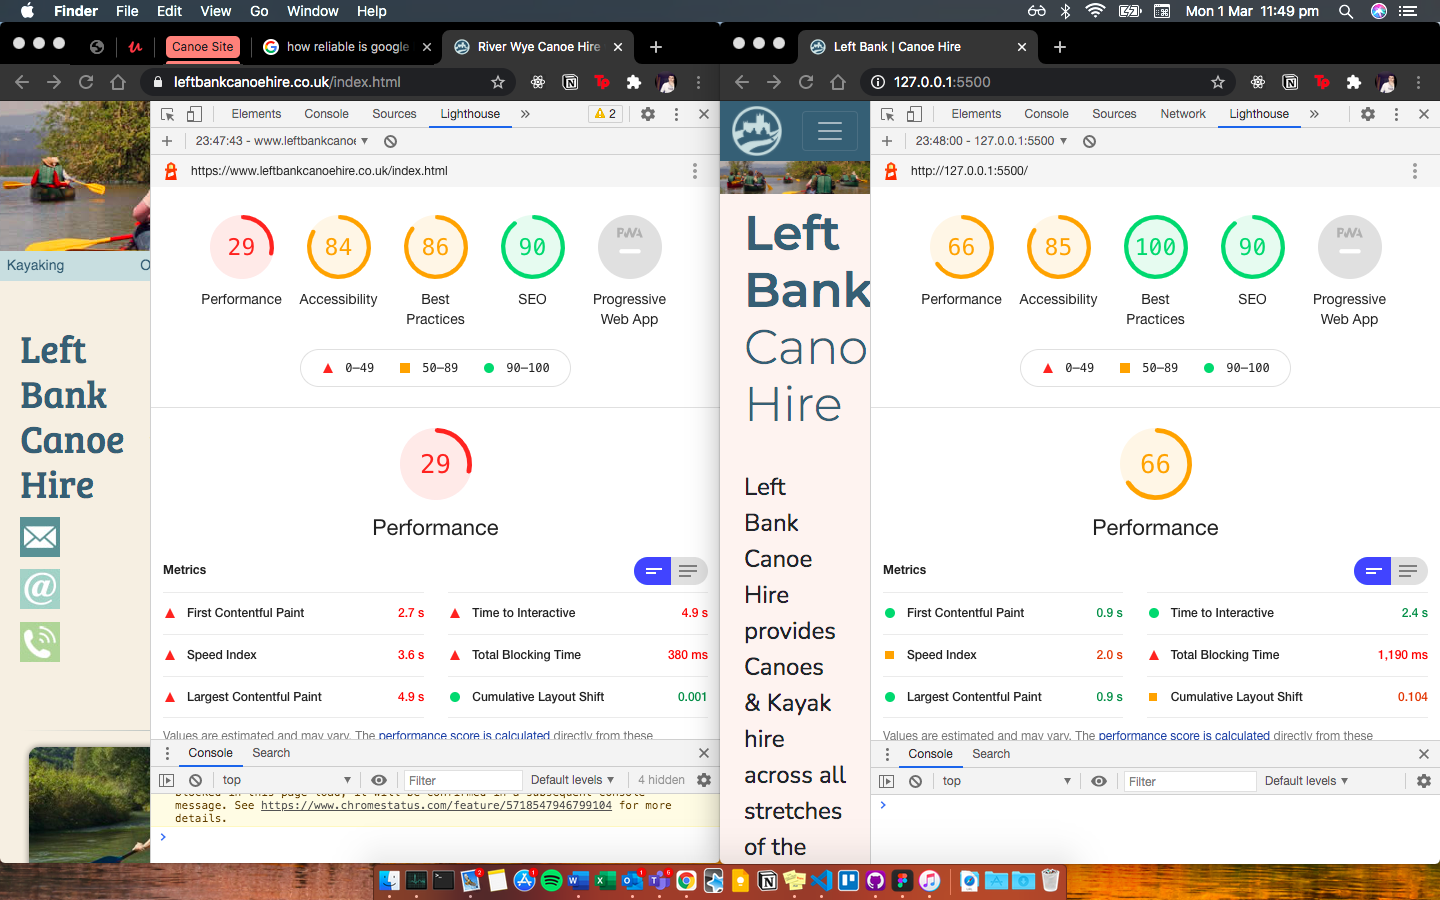 Finder File Edit View Go Window Help Mon 1 Mar 11:49 pm
Canoe Site how reliable is google River Wye Canoe Hire
leftbankcanoehire.co.uk/index.html
Elements Console Sources Lighthouse 2
23:47:43 - www.leftbankcanoe
https://www.leftbankcanoehire.co.uk/index.html
Kayaking
Left
Bank
Canoe
Hire
29 84 86 90 PWA
Performance Accessibility Best Practices SEO Progressive Web App
0–49 50–89 90–100
29
Performance
Metrics
First Contentful Paint 2.7 s Time to Interactive 4.9 s
Speed Index 3.6 s Total Blocking Time 380 ms
Largest Contentful Paint 4.9 s Cumulative Layout Shift 0.001
Values are estimated and may vary. The performance score is calculated directly from these
Console Search
top Filter Default levels 4 hidden
message. See https://www.chromestatus.com/feature/5718547946799104 for more
details.
Left Bank | Canoe Hire
127.0.0.1:5500
Elements Console Sources Network Lighthouse
23:48:00 - 127.0.0.1:5500
http://127.0.0.1:5500/
Left
Bank
Cano
Hire
Left
Bank
Canoe
Hire
provides
Canoes
& Kayak
hire
across all
stretches
of the
66 85 100 90 PWA
Performance Accessibility Best Practices SEO Progressive Web App
0–49 50–89 90–100
66
Performance
Metrics
First Contentful Paint 0.9 s Time to Interactive 2.4 s
Speed Index 2.0 s Total Blocking Time 1,190 ms
Largest Contentful Paint 0.9 s Cumulative Layout Shift 0.104
Values are estimated and may vary. The performance score is calculated directly from these
Console Search
top Filter Default levels